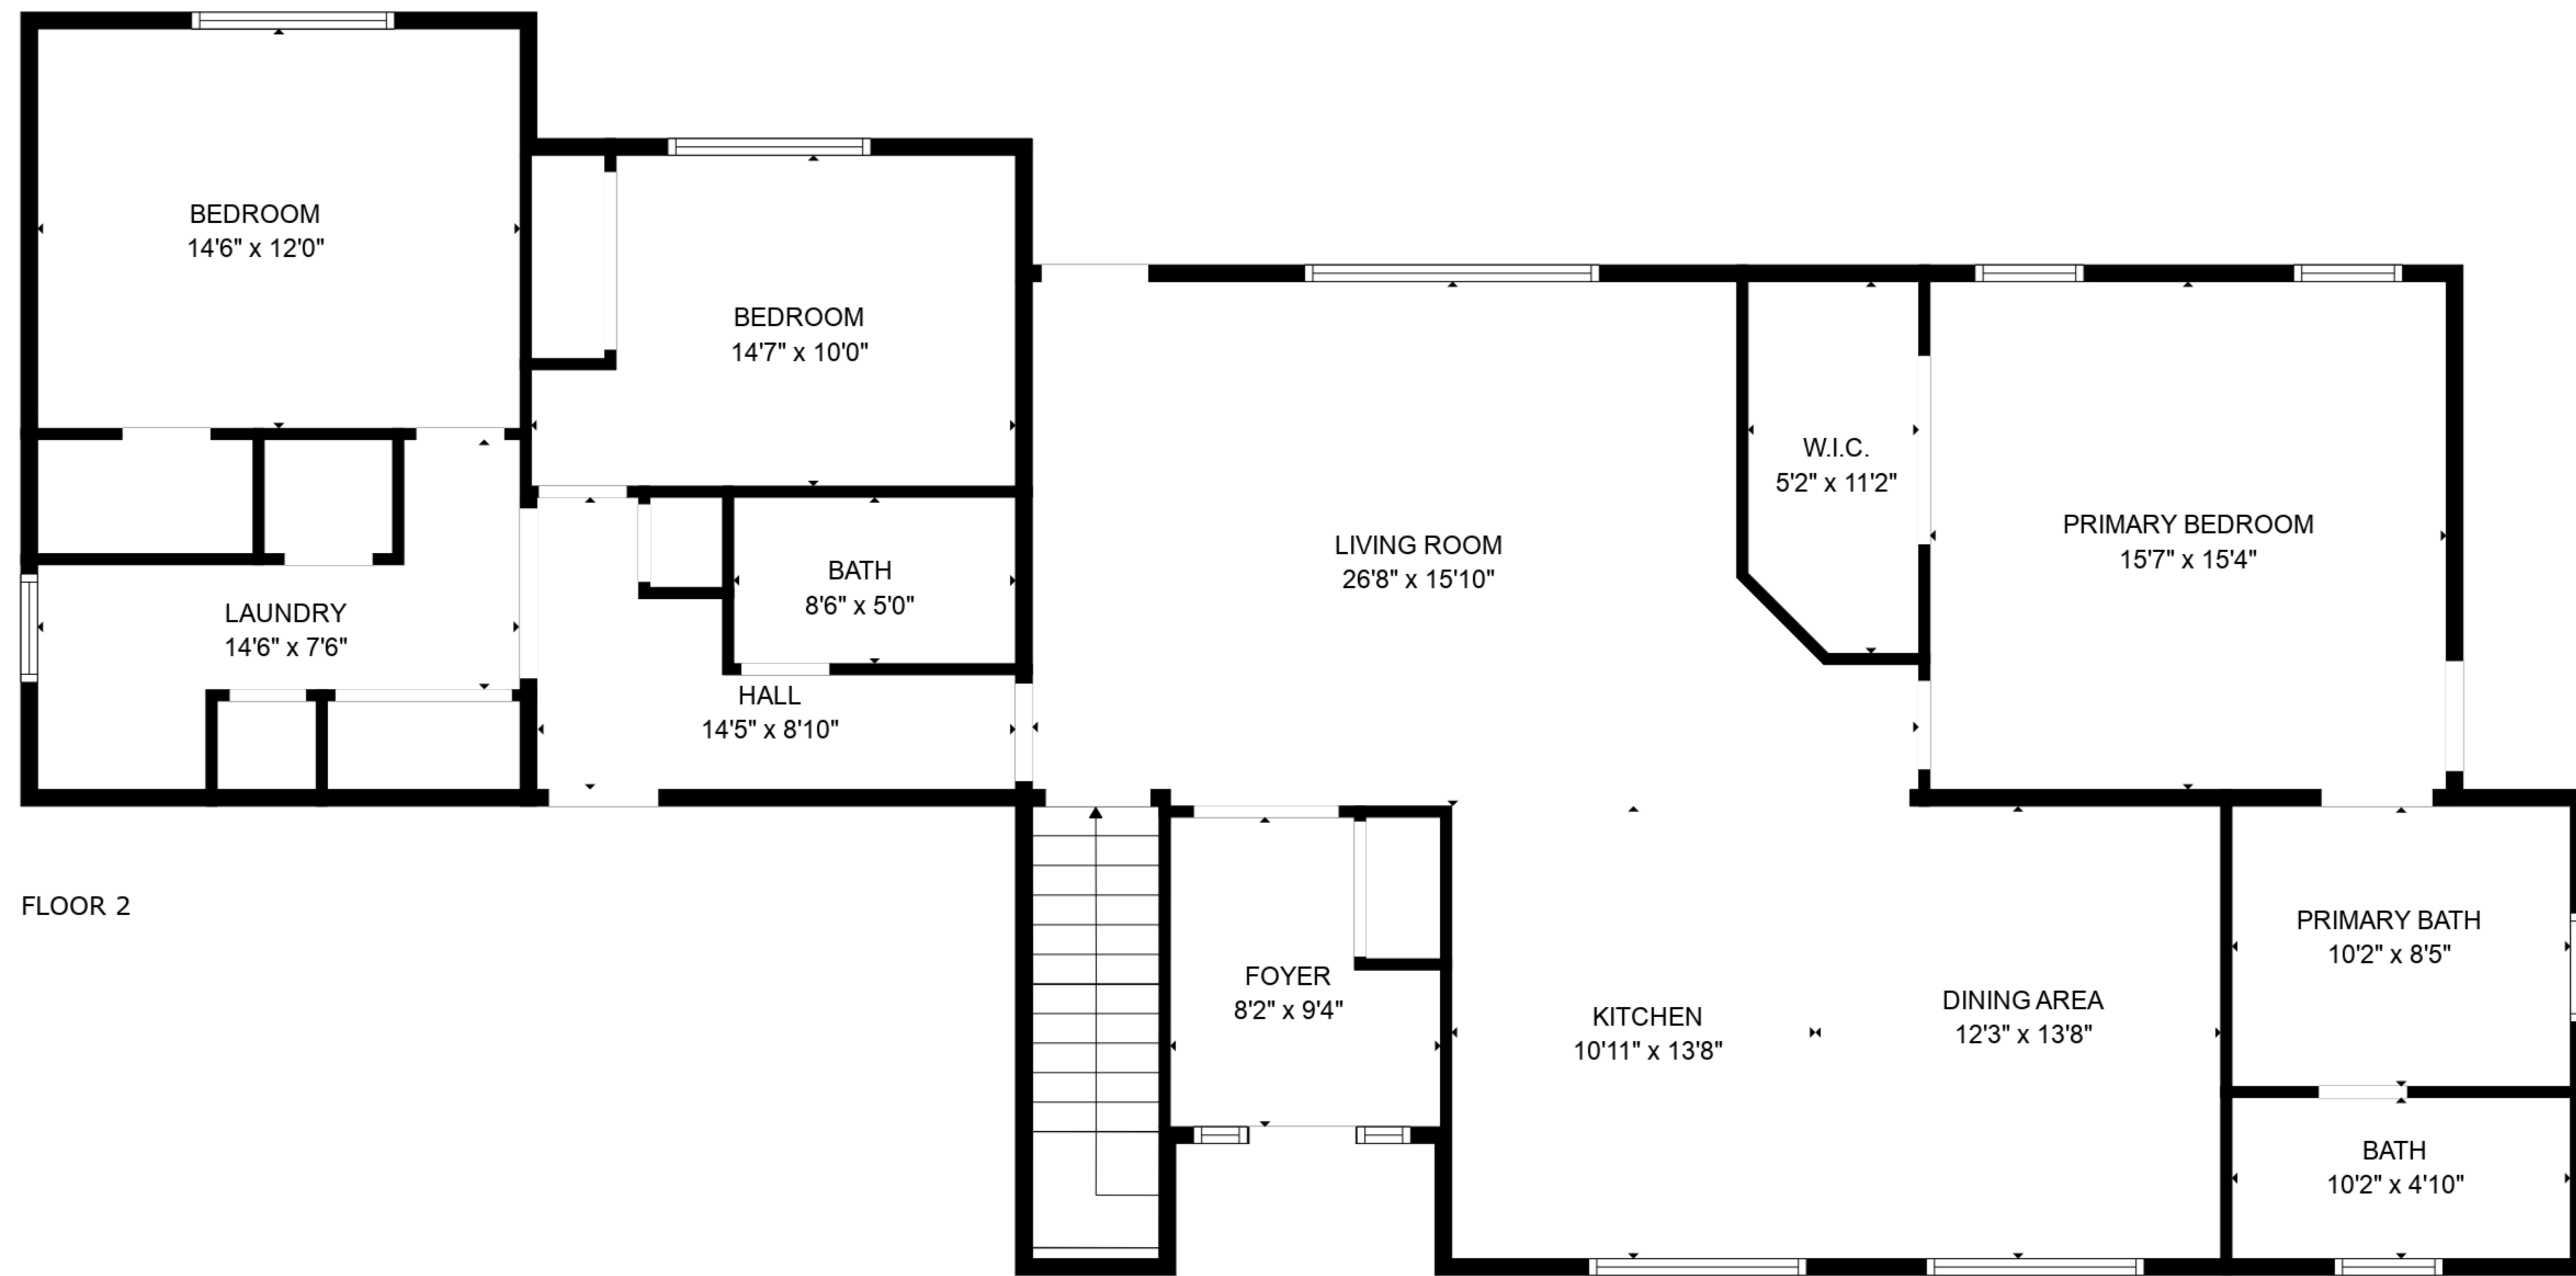 BEDROOM
14'6" x 12'0"
BEDROOM
14'7" x 10'0"
W.I.C.
5'2" x 11'2"
PRIMARY BEDROOM
15'7" x 15'4"
LIVING ROOM
26'8" x 15'10"
BATH
8'6" x 5'0"
LAUNDRY
14'6" x 7'6"
HALL
14'5" x 8'10"
FLOOR 2
FOYER
8'2" x 9'4"
KITCHEN
10'11" x 13'8"
DINING AREA
12'3" x 13'8"
PRIMARY BATH
10'2" x 8'5"
BATH
10'2" x 4'10"